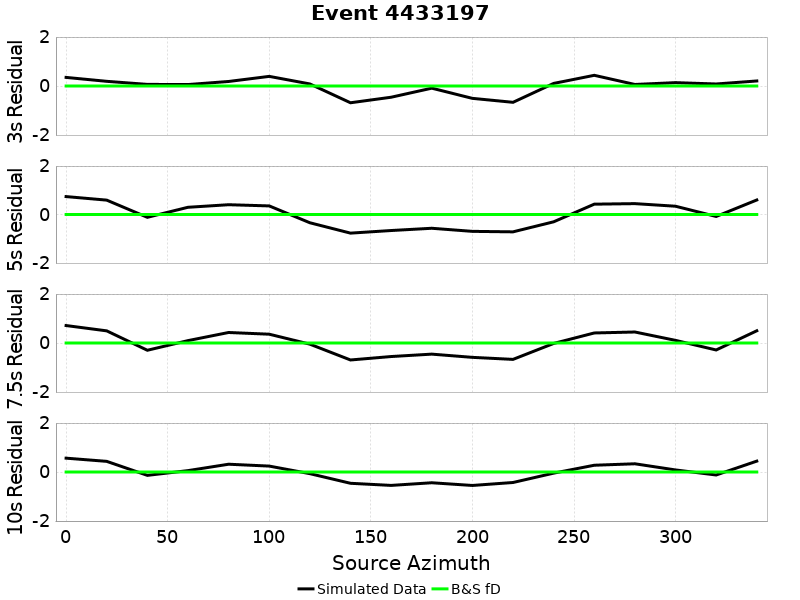 Event 4433197
3s Residual
2
0
-2
5s Residual
2
0
-2
7.5s Residual
2
0
-2
10s Residual
2
0
-2
0 50 100 150 200 250 300
Source Azimuth
Simulated Data B&S fD